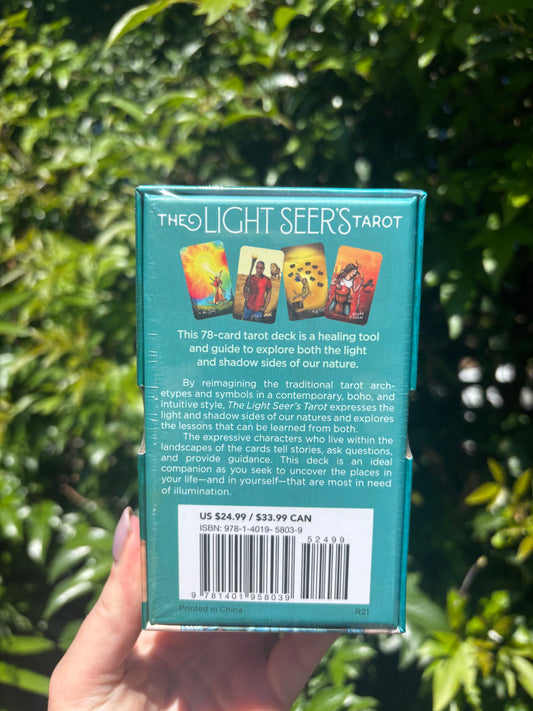 THE LIGHT SEER'S TAROT
This 78-card tarot deck is a healing tool
and guide to explore both the light
and shadow sides of our nature.
By reimagining the traditional tarot arch-
etypes and symbols in a contemporary, boho, and
intuitive style, The Light Seer's Tarot expresses the
light and shadow sides of our natures and explores
the lessons that can be learned from both.
The expressive characters who live within the
landscapes of the cards tell stories, ask questions,
and provide guidance. This deck is an ideal
companion as you seek to uncover the places in
your life—and in yourself—that are most in need
of illumination.
US $24.99 / $33.99 CAN
ISBN: 978-1-4019- 5803-9
52499
9 781401 958039
Printed in China
R21